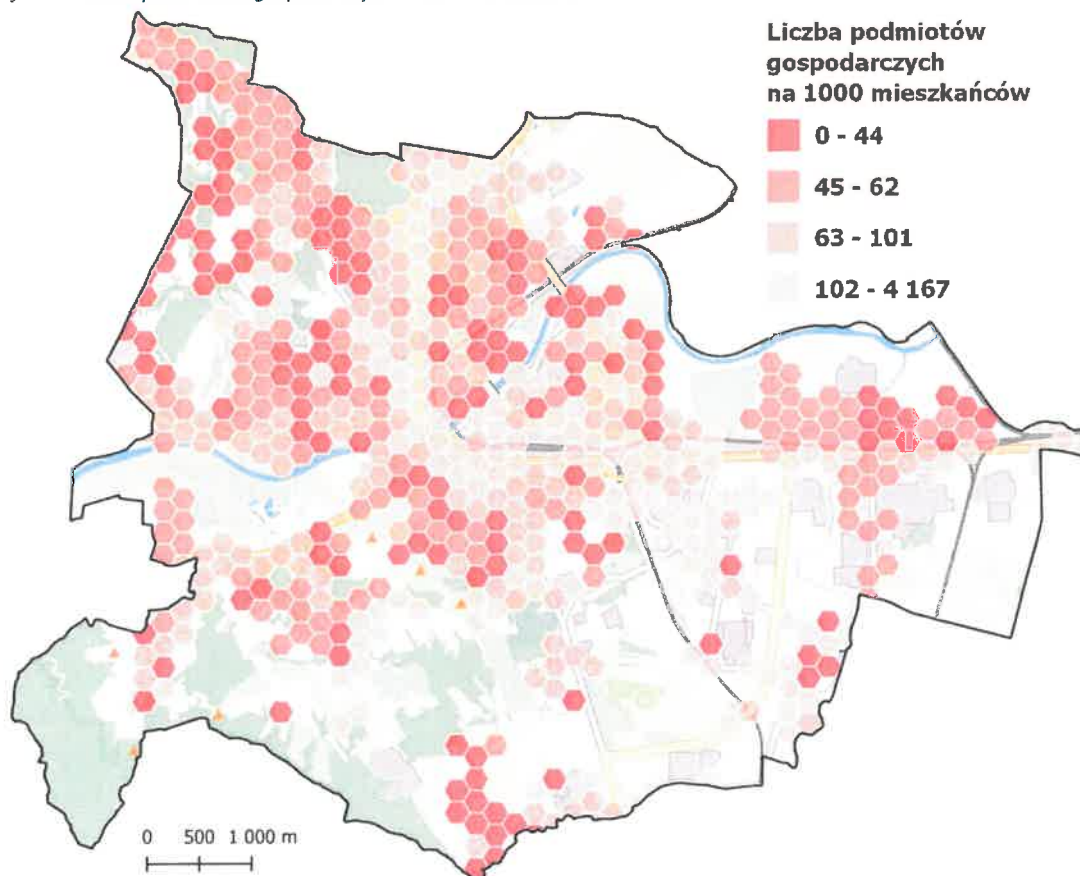 Liczba podmiotów
gospodarczych
na 1000 mieszkańców
0 - 44
45 - 62
63 - 101
102 - 4 167
0 500 1 000 m